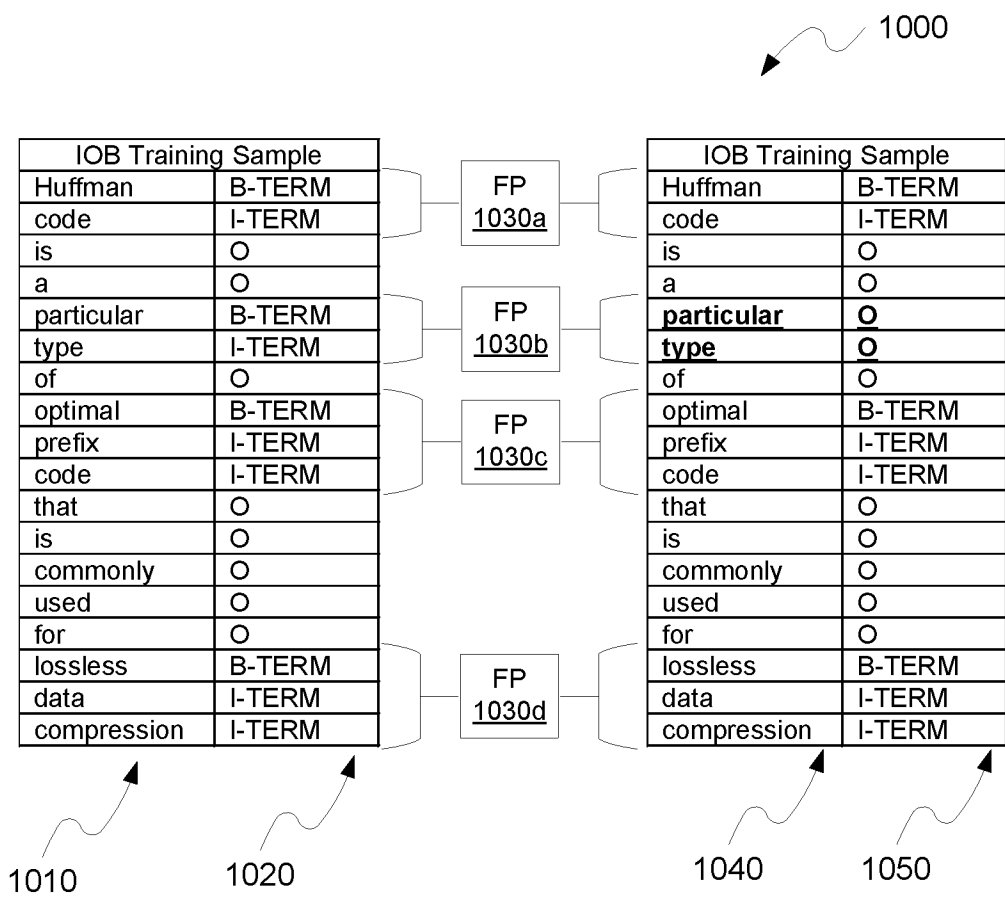 1000
IOB Training Sample
Huffman B-TERM
code I-TERM
is O
a O
particular B-TERM
type I-TERM
of O
optimal B-TERM
prefix I-TERM
code I-TERM
that O
is O
commonly O
used O
for O
lossless B-TERM
data I-TERM
compression I-TERM
FP
1030a
FP
1030b
FP
1030c
FP
1030d
IOB Training Sample
Huffman B-TERM
code I-TERM
is O
a O
particular O
type O
of O
optimal B-TERM
prefix I-TERM
code I-TERM
that O
is O
commonly O
used O
for O
lossless B-TERM
data I-TERM
compression I-TERM
1010
1020
1040
1050